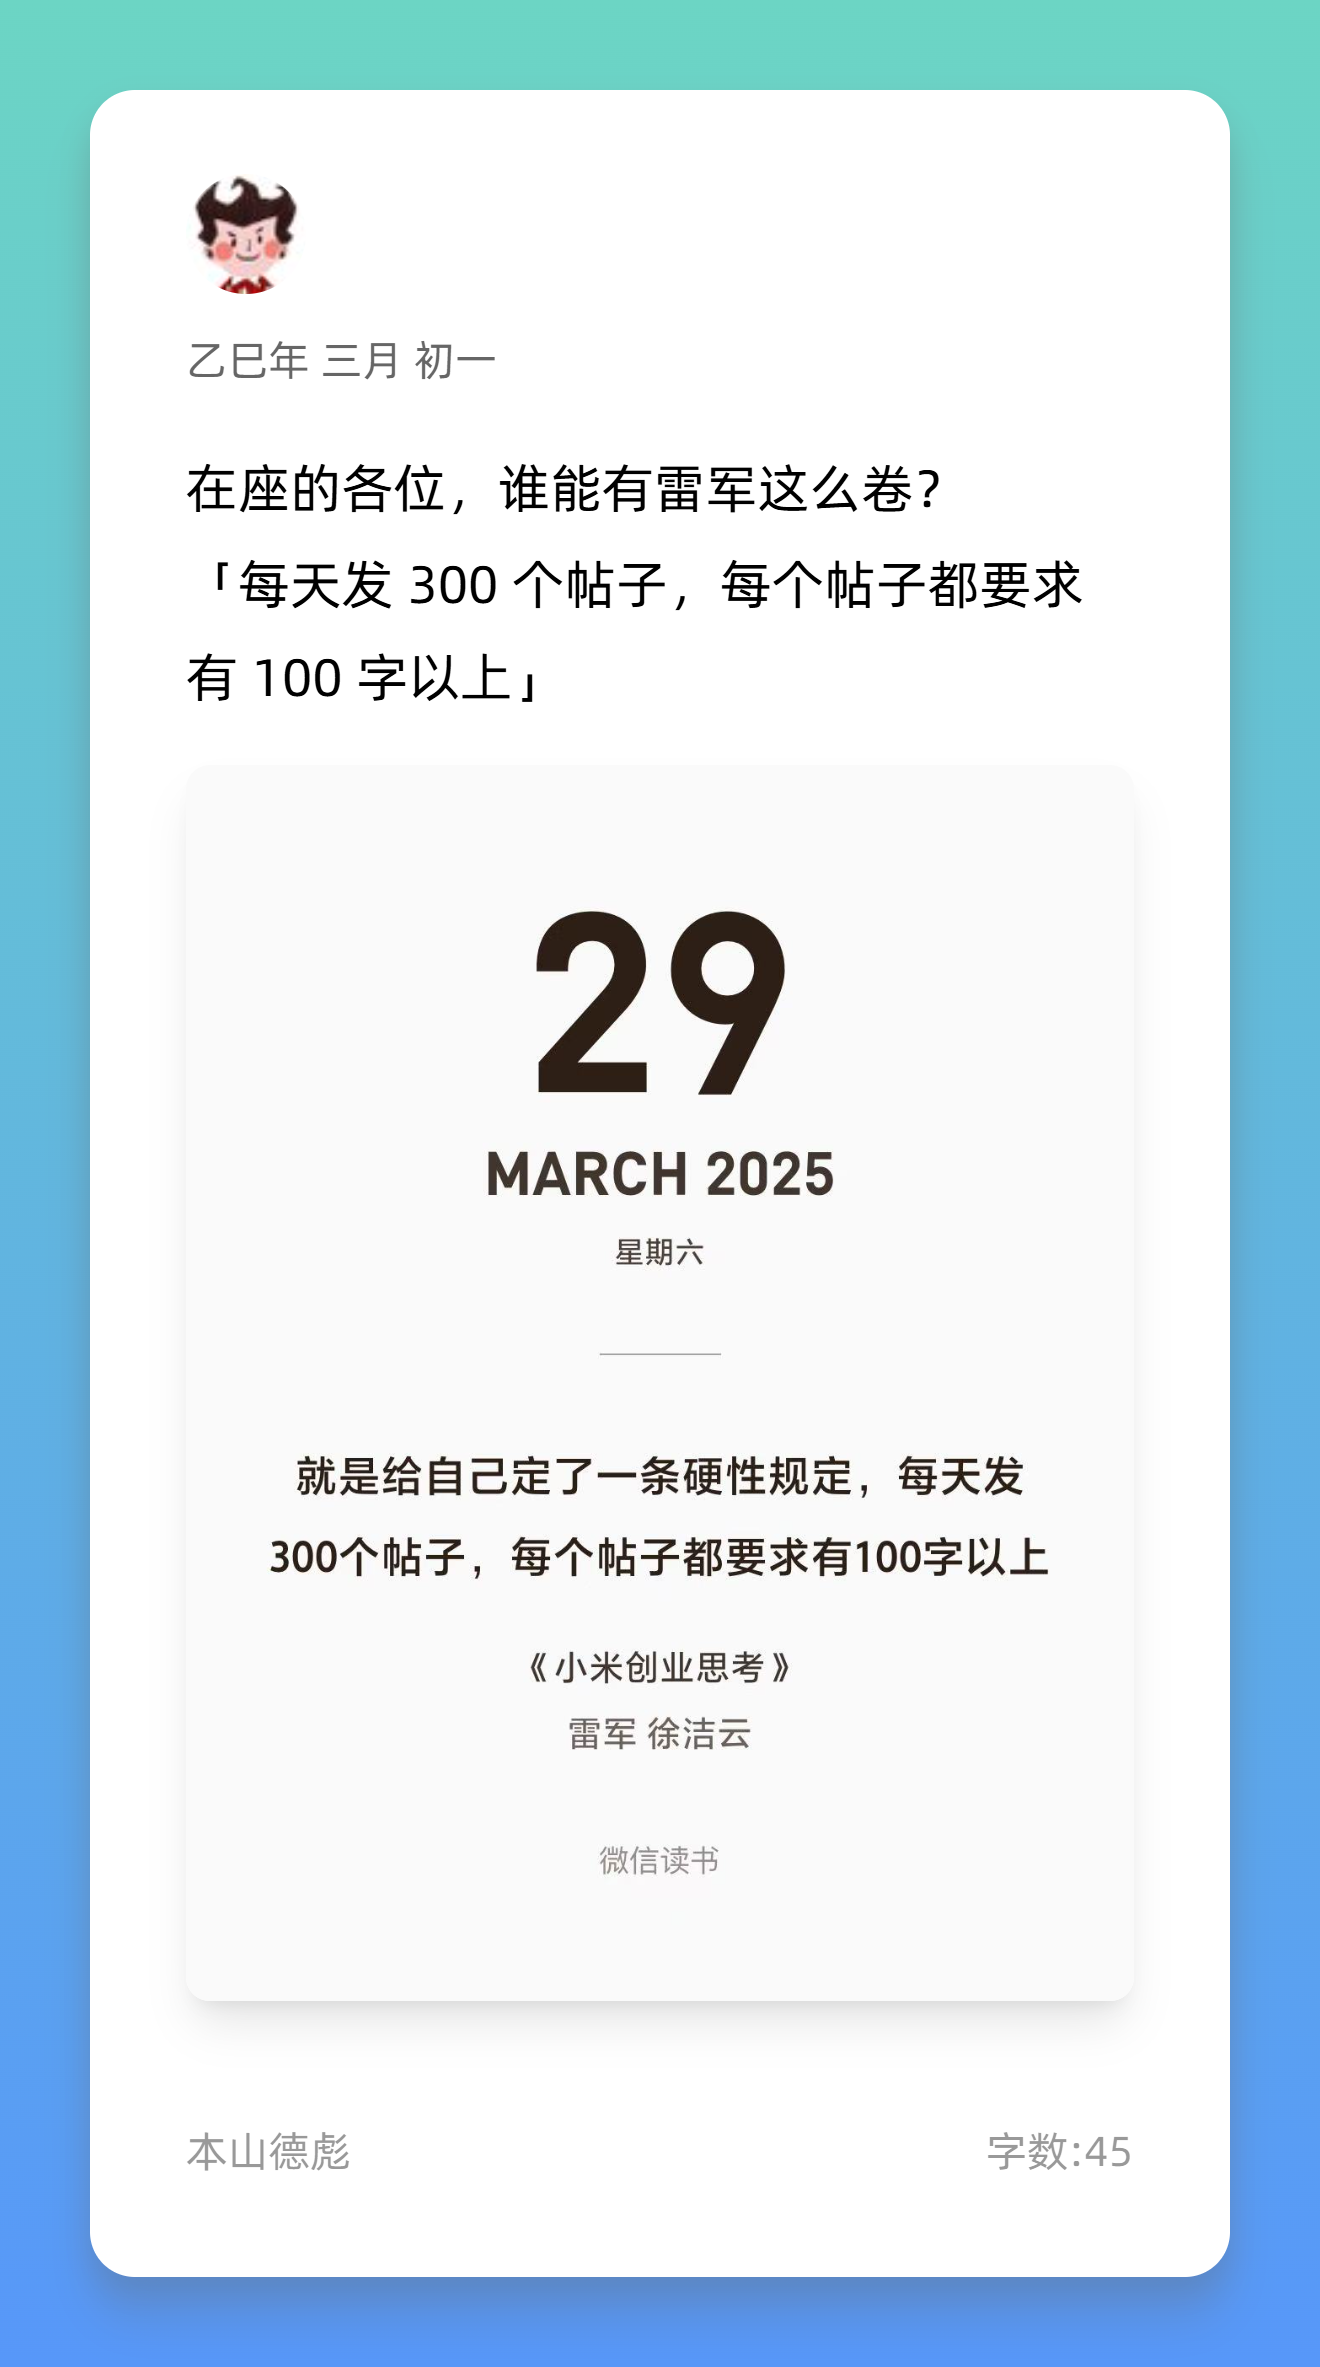 乙巳年 三月 初一
在座的各位，谁能有雷军这么卷？
「每天发 300 个帖子，每个帖子都要求
有 100 字以上」
29
MARCH 2025
星期六
就是给自己定了一条硬性规定，每天发
300个帖子，每个帖子都要求有100字以上
《小米创业思考》
雷军 徐洁云
微信读书
本山德彪
字数:45